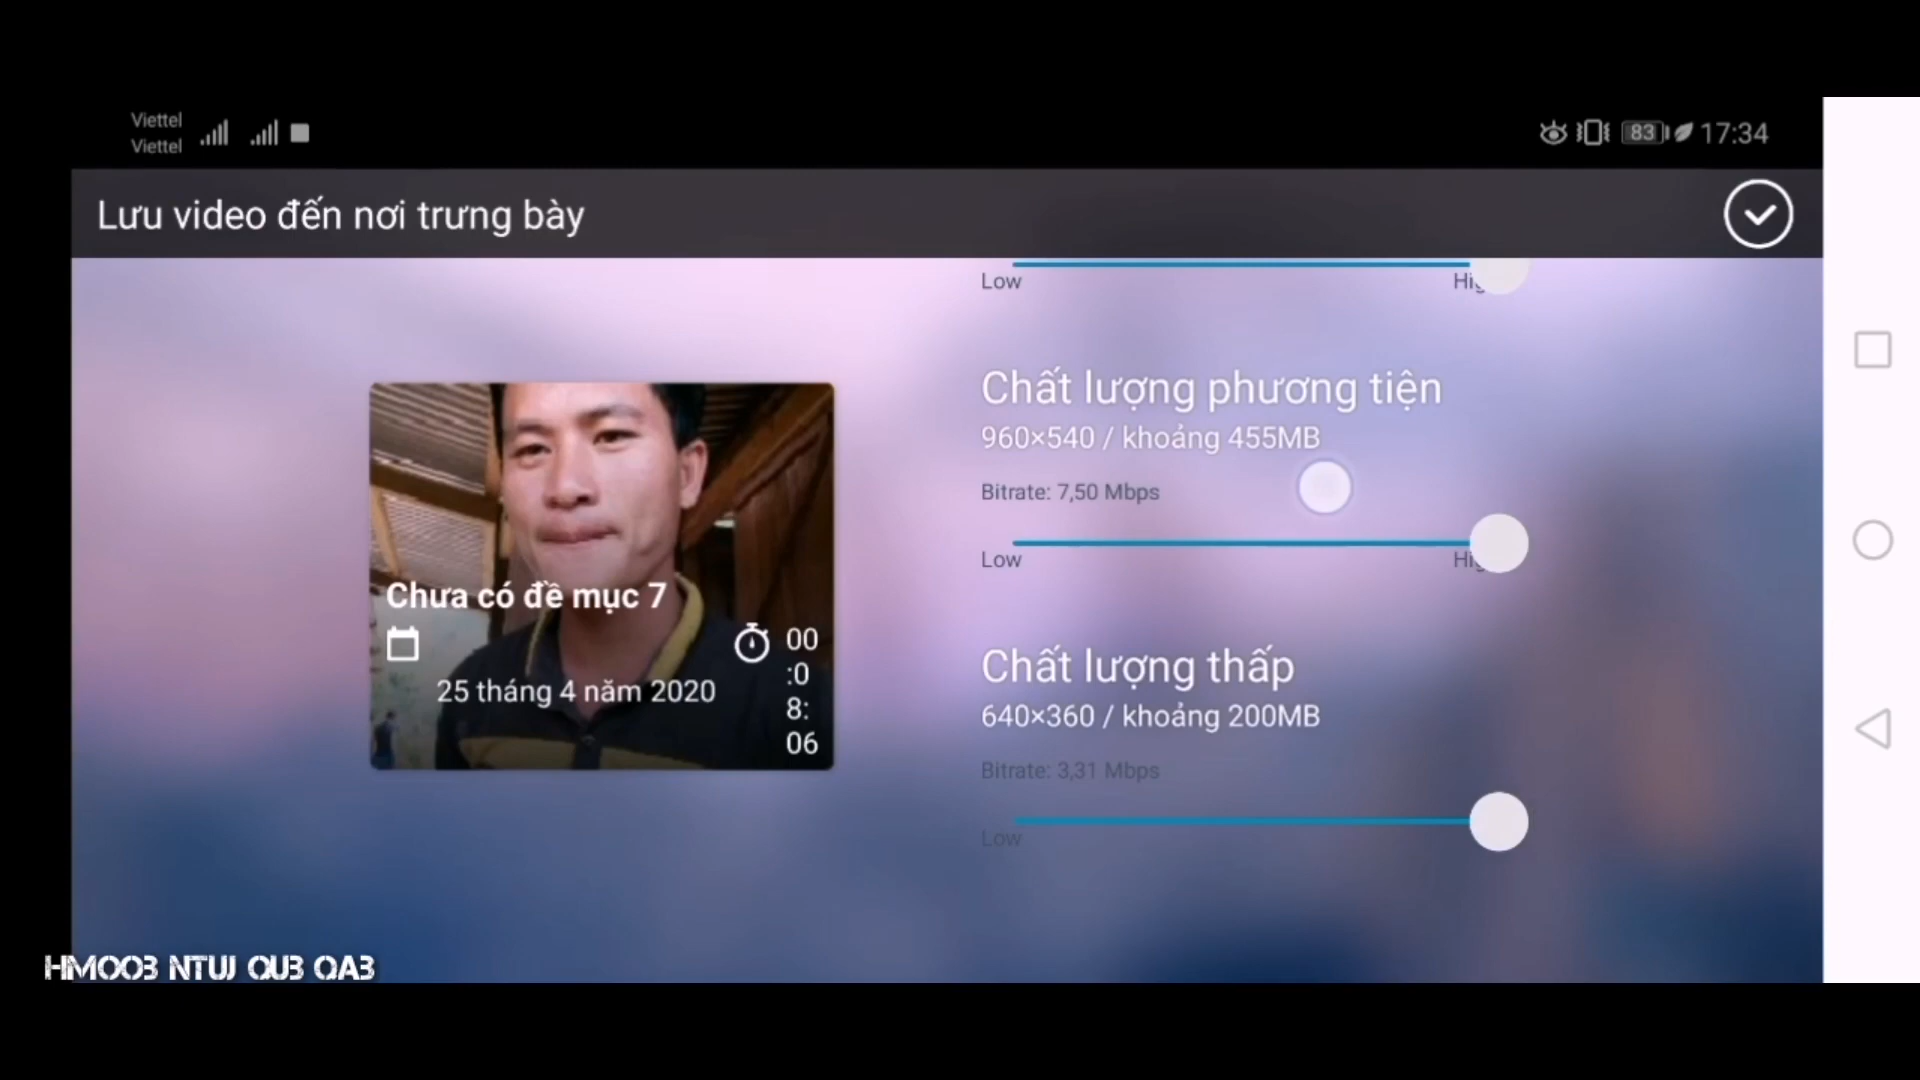 Viettel
Viettel
83
17:34
Lưu video đến nơi trưng bày
Low
Chất lượng phương tiện
960×540 / khoảng 455MB
Bitrate: 7,50 Mbps
Low
Chưa có đề mục 7
25 tháng 4 năm 2020
00
:0
8:
06
Chất lượng thấp
640×360 / khoảng 200MB
Bitrate: 3,31 Mbps
Low
HMOOB NTUJ QUB QAB